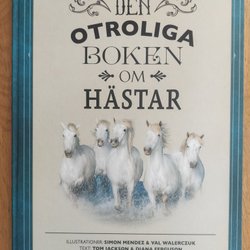 DEN
OTROLIGA
BOKEN
OM
HÄSTAR
ILLUSTRATIONER SIMON MENDEZ & VAL WALERCZUK
TEXT TOM JACKSON & DIANA FERGUSON